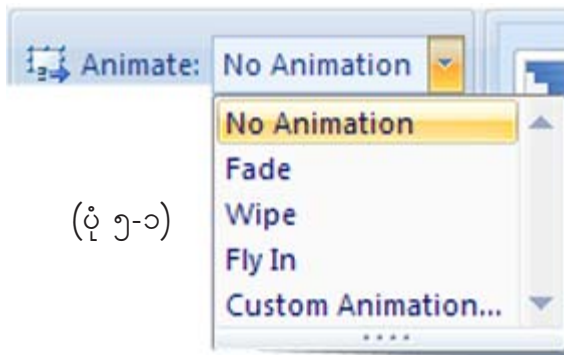 Animate: No Animation
No Animation
Fade
Wipe
(ပုံ ၅-၁)
Fly In
Custom Animation...